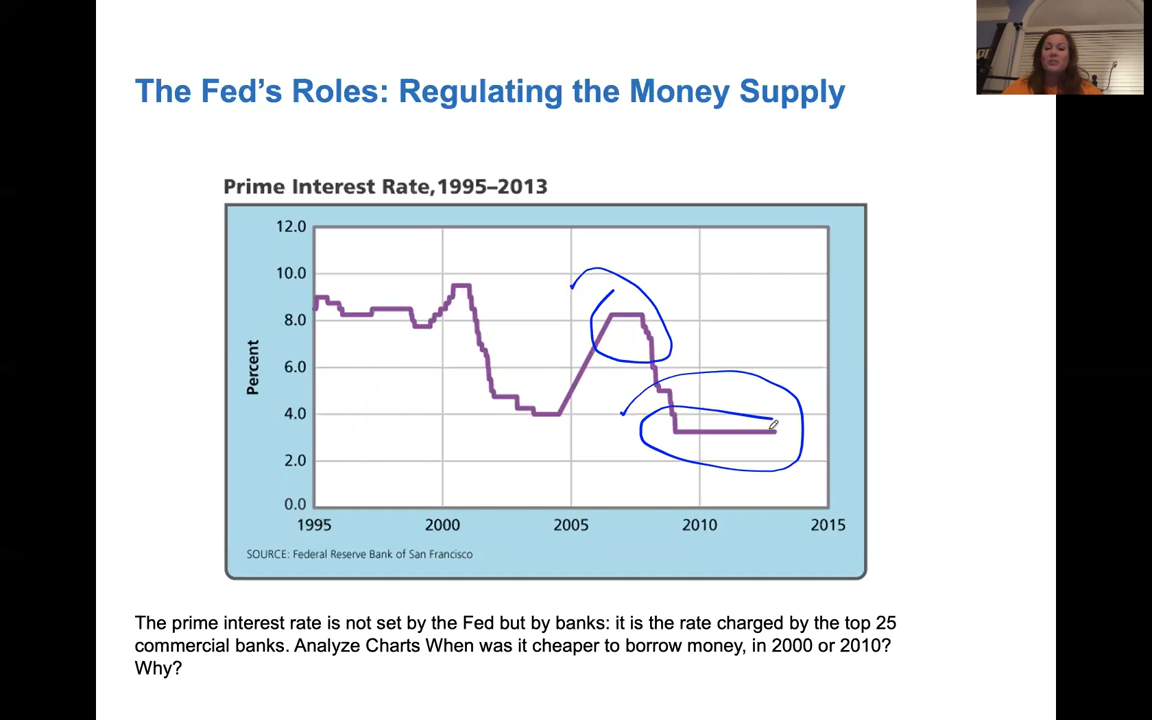 The Fed's Roles: Regulating the Money Supply
Prime Interest Rate,1995–2013
12.0
10.0
8.0
6.0
4.0
2.0
0.0
Percent
1995 2000 2005 2010 2015
SOURCE: Federal Reserve Bank of San Francisco
The prime interest rate is not set by the Fed but by banks: it is the rate charged by the top 25
commercial banks. Analyze Charts When was it cheaper to borrow money, in 2000 or 2010?
Why?